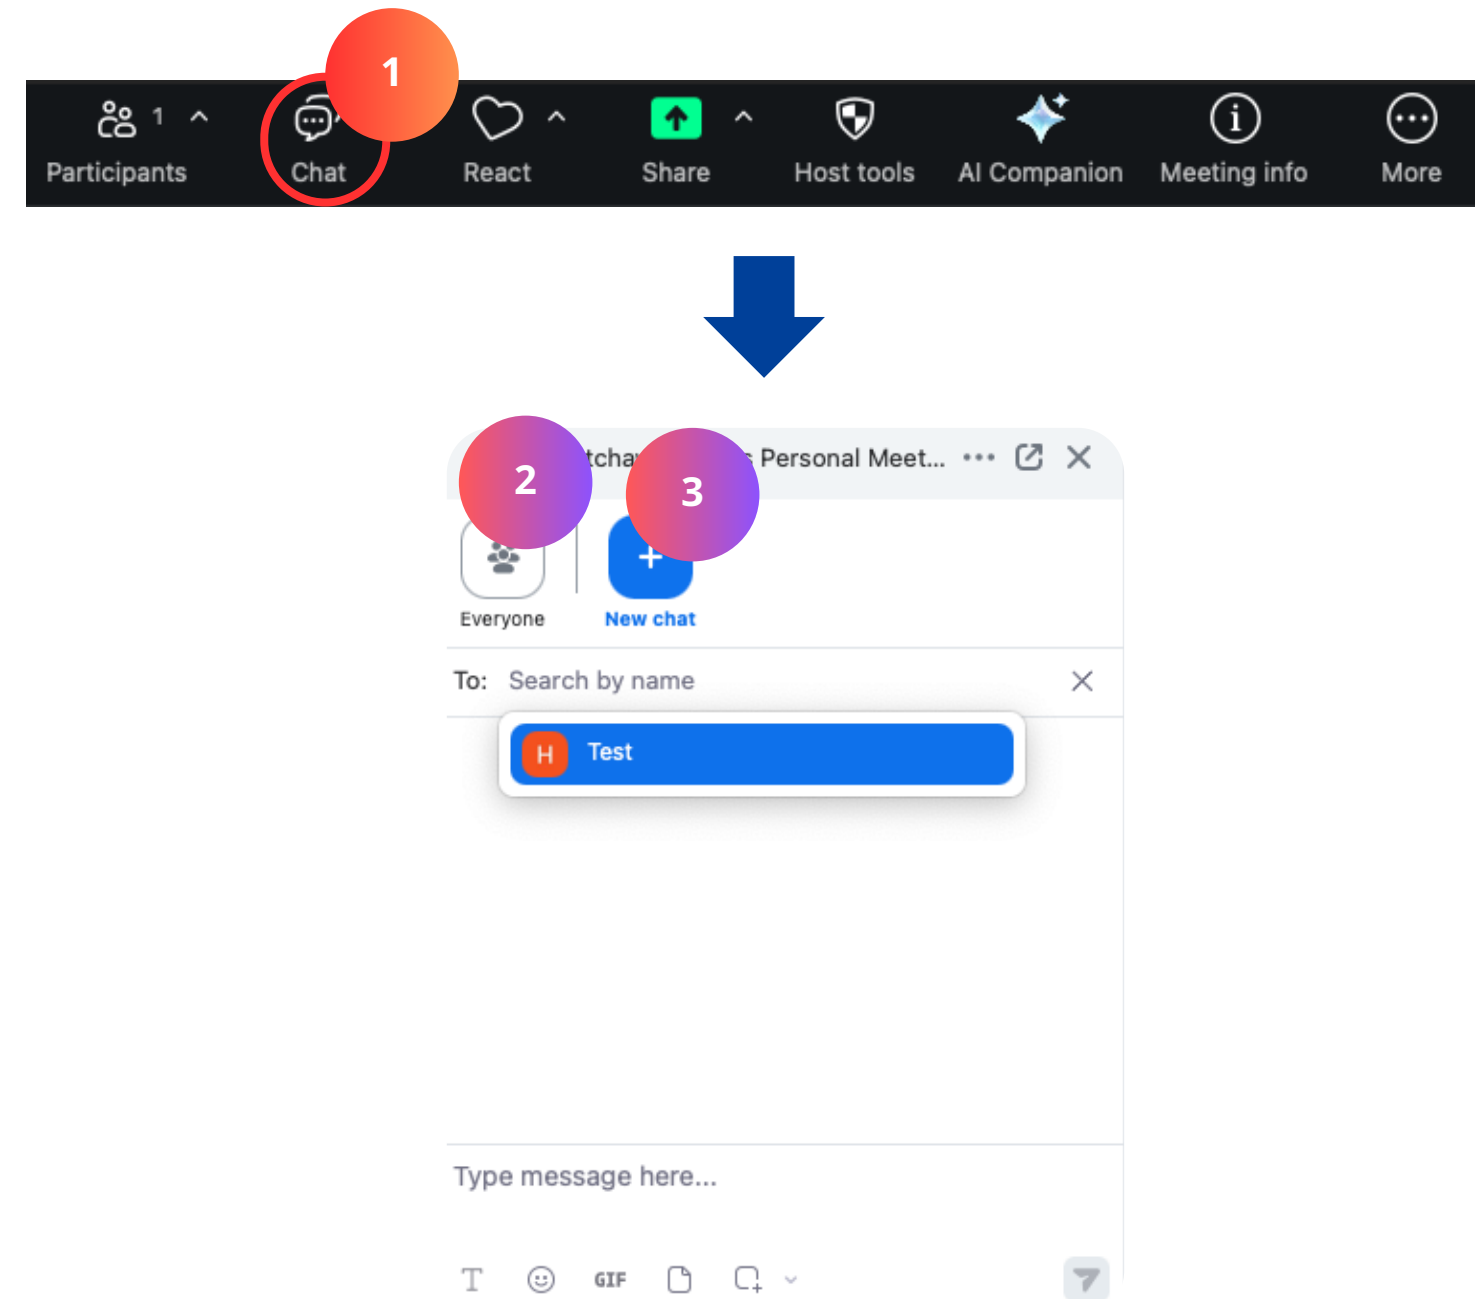 1
1
Participants
Chat
React
Share
Host tools
AI Companion
Meeting info
More
2
3
Personal Meet...
Everyone
New chat
To: Search by name
H Test
Type message here...
T GIF